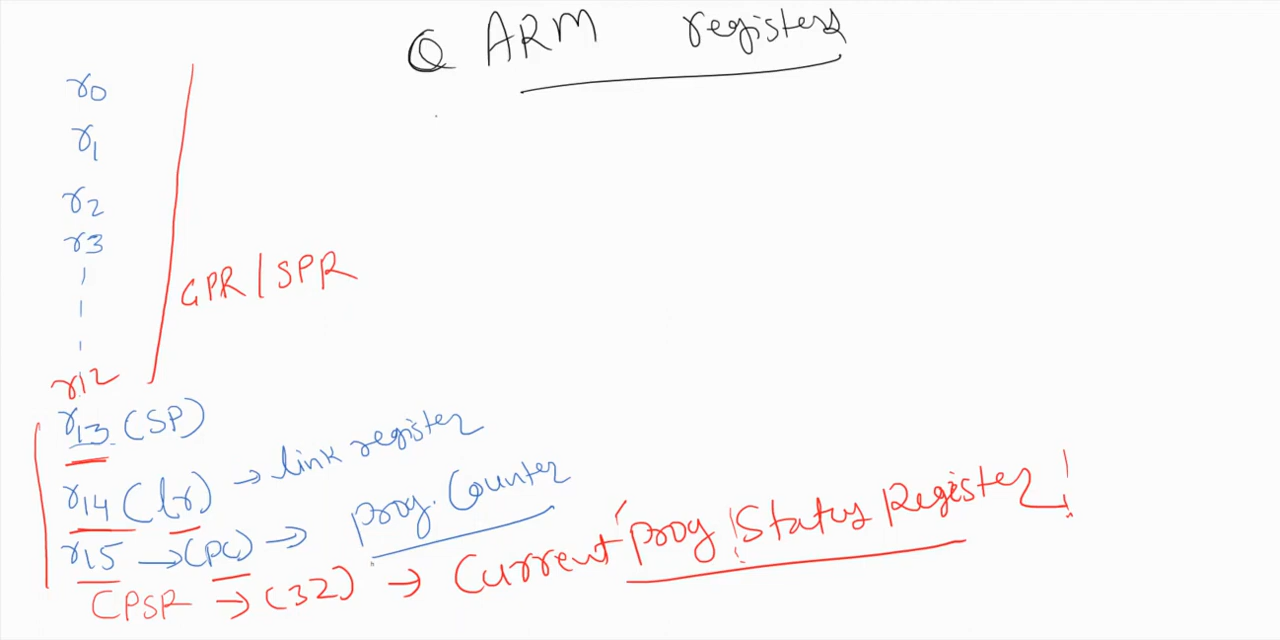 Q ARM registers
r0
r1
r2
r3
r12
GPR/SPR
r13 (SP)
r14 (lr) → link register
r15 → (PC) → prog. Counter
CPSR → (32) → Current Prog Status Register!